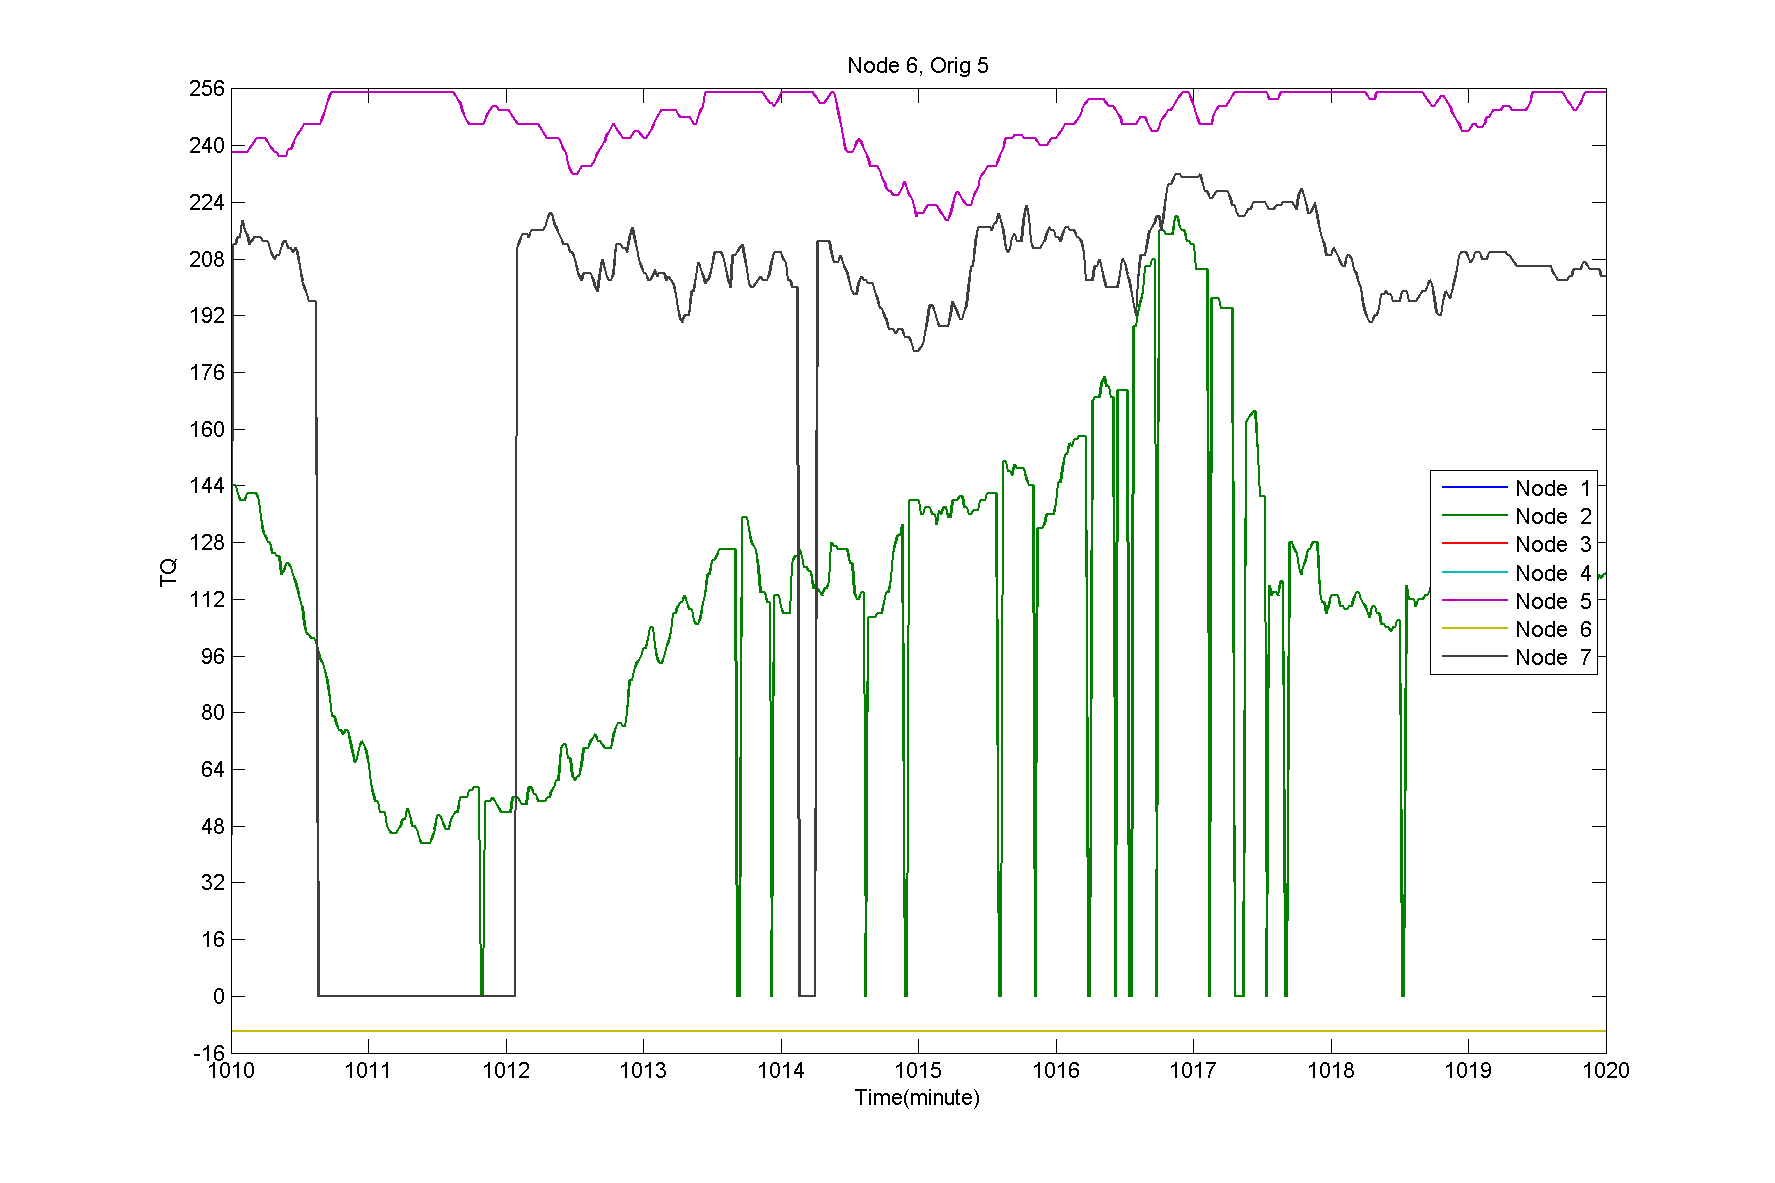 Node 6, Orig 5
256
240
224
208
192
176
160
144
128
112
96
80
64
48
32
16
0
-16
TQ
1010 1011 1012 1013 1014 1015 1016 1017 1018 1019 1020
Time(minute)
Node 1
Node 2
Node 3
Node 4
Node 5
Node 6
Node 7